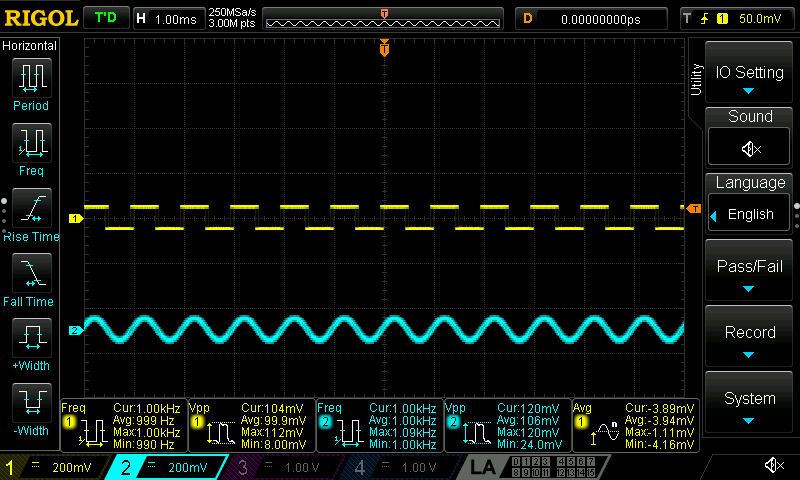 RIGOL T'D H 1.00ms 250MSa/s 3.00M pts T D 0.00000000ps T 1 50.0mV
Horizontal
Period
Freq
Rise Time
Fall Time
+Width
-Width
T
1
T
2
Utility
IO Setting
Sound
Language
English
Pass/Fail
Record
System
Freq
1
Cur:1.00kHz
Avg:999 Hz
Max:1.00kHz
Min:990 Hz
Vpp
1
Cur:104mV
Avg:99.9mV
Max:112mV
Min:8.00mV
Freq
2
Cur:1.00kHz
Avg:1.00kHz
Max:1.09kHz
Min:1.00kHz
Vpp
2
Cur:120mV
Avg:106mV
Max:120mV
Min:24.0mV
Avg
1
n
Cur:-3.89mV
Avg:-3.94mV
Max:-1.11mV
Min:-4.16mV
1 200mV 2 200mV 3 1.00 V 4 1.00 V LA
0 1 2 3 4 5 6 7
8 9 10 11 12 13 14 15